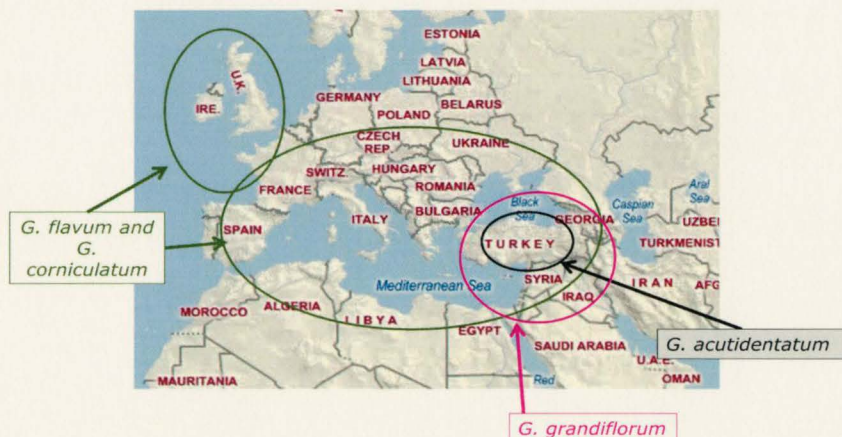 ESTONIA
LATVIA
LITHUANIA
U.K.
IRE.
GERMANY
POLAND
BELARUS
CZECH
REP.
UKRAINE
SWITZ
HUNGARY
FRANCE
ROMANIA
Aral
Sea
Black
Sea
Caspian
Sea
G. flavum and
G.
corniculatum
SPAIN
ITALY
BULGARIA
GEORGIA
UZBE
TURKEY
TURKMENIST
Mediterranean Sea
SYRIA
IRAN
AFG
IRAQ
MOROCCO
ALGERIA
LIBYA
EGYPT
SAUDI ARABIA
G. acutidentatum
U.A.E.
MAURITANIA
Red
OMAN
G. grandiflorum